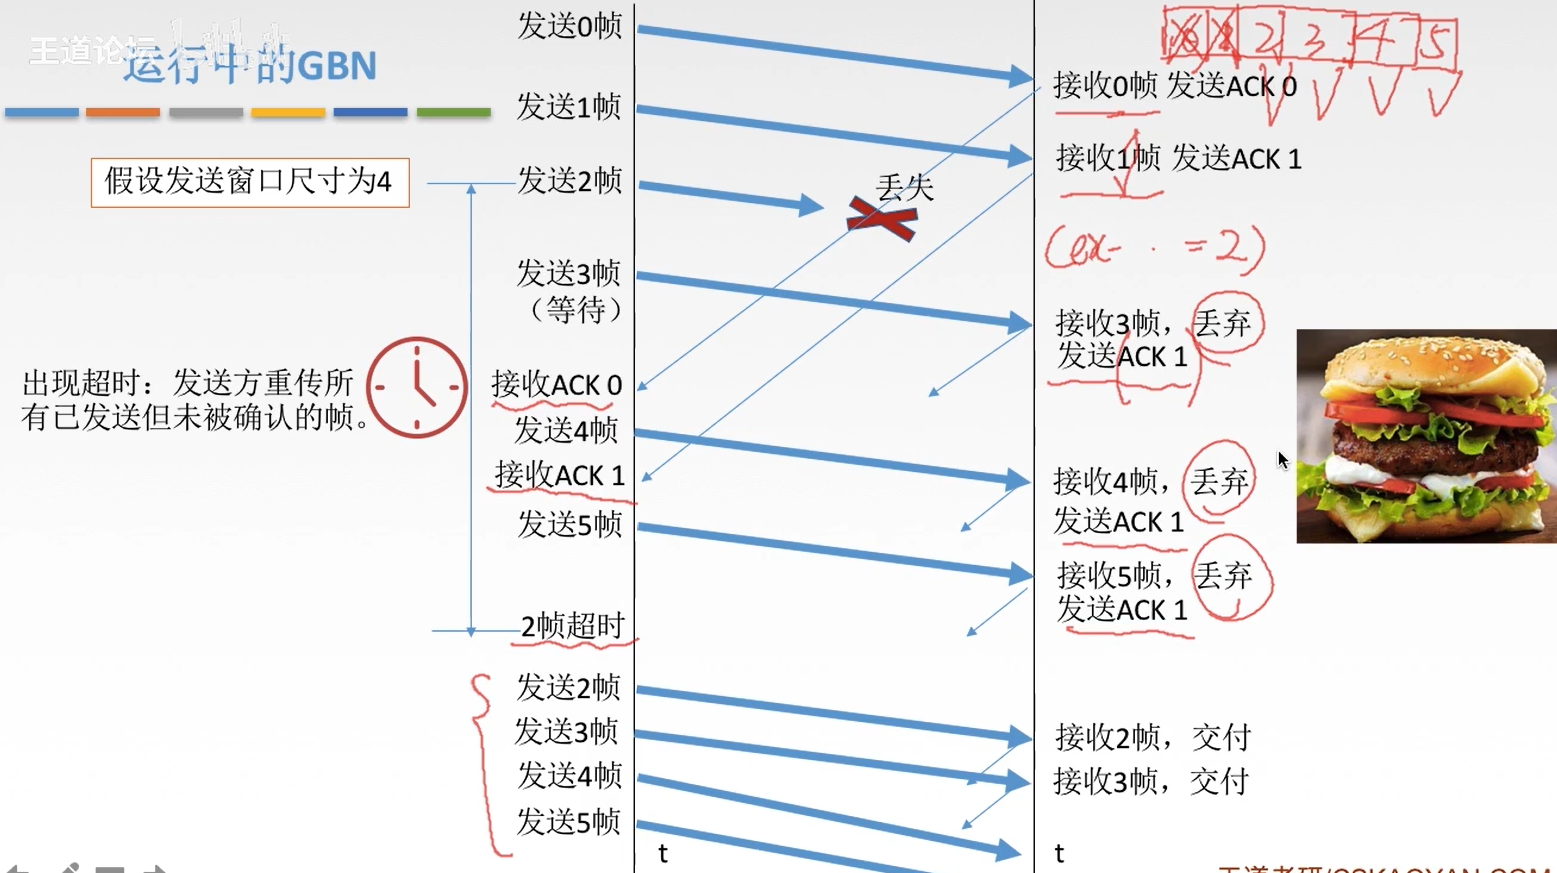 王道论坛
运行中的GBN
假设发送窗口尺寸为4
出现超时：发送方重传所
有已发送但未被确认的帧。
发送0帧
发送1帧
发送2帧
发送3帧
（等待）
接收ACK 0
发送4帧
接收ACK 1
发送5帧
2帧超时
发送2帧
发送3帧
发送4帧
发送5帧
丢失
t
接收0帧 发送ACK 0
接收1帧 发送ACK 1
接收3帧，丢弃
发送ACK 1
接收4帧，丢弃
发送ACK 1
接收5帧，丢弃
发送ACK 1
接收2帧，交付
接收3帧，交付
t
2 3 4 5
(ex- · =2)
王道考研/CSKAOYAN.COM